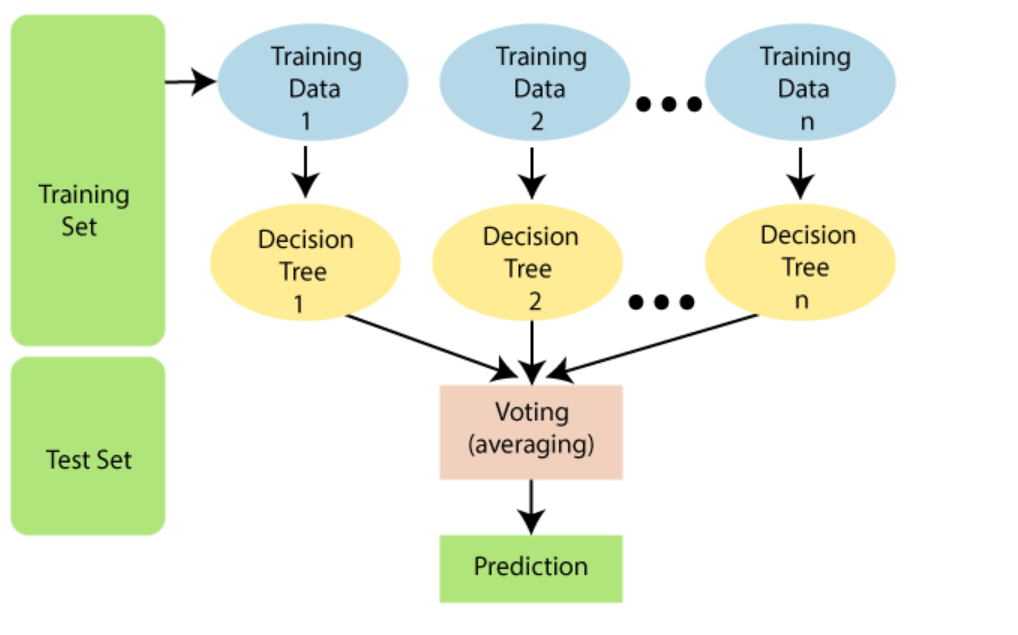 Training
Set
Training
Data
1
Training
Data
2
Training
Data
n
Decision
Tree
1
Decision
Tree
2
Decision
Tree
n
Test Set
Voting
(averaging)
Prediction